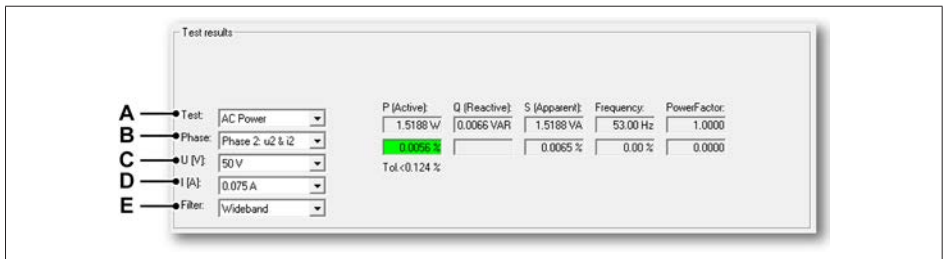 Test results
A Test: AC Power P (Active): Q (Reactive): S (Apparent): Frequency: PowerFactor:
1.5188 W 0.0066 VAR 1.5188 VA 53.00 Hz 1.0000
B Phase: Phase 2: u2 & i2
0.0056 % 0.0065 % 0.00 % 0.0000
C U [V]: 50 V Tol.<0.124 %
D I [A]: 0.075 A
E Filter: Wideband